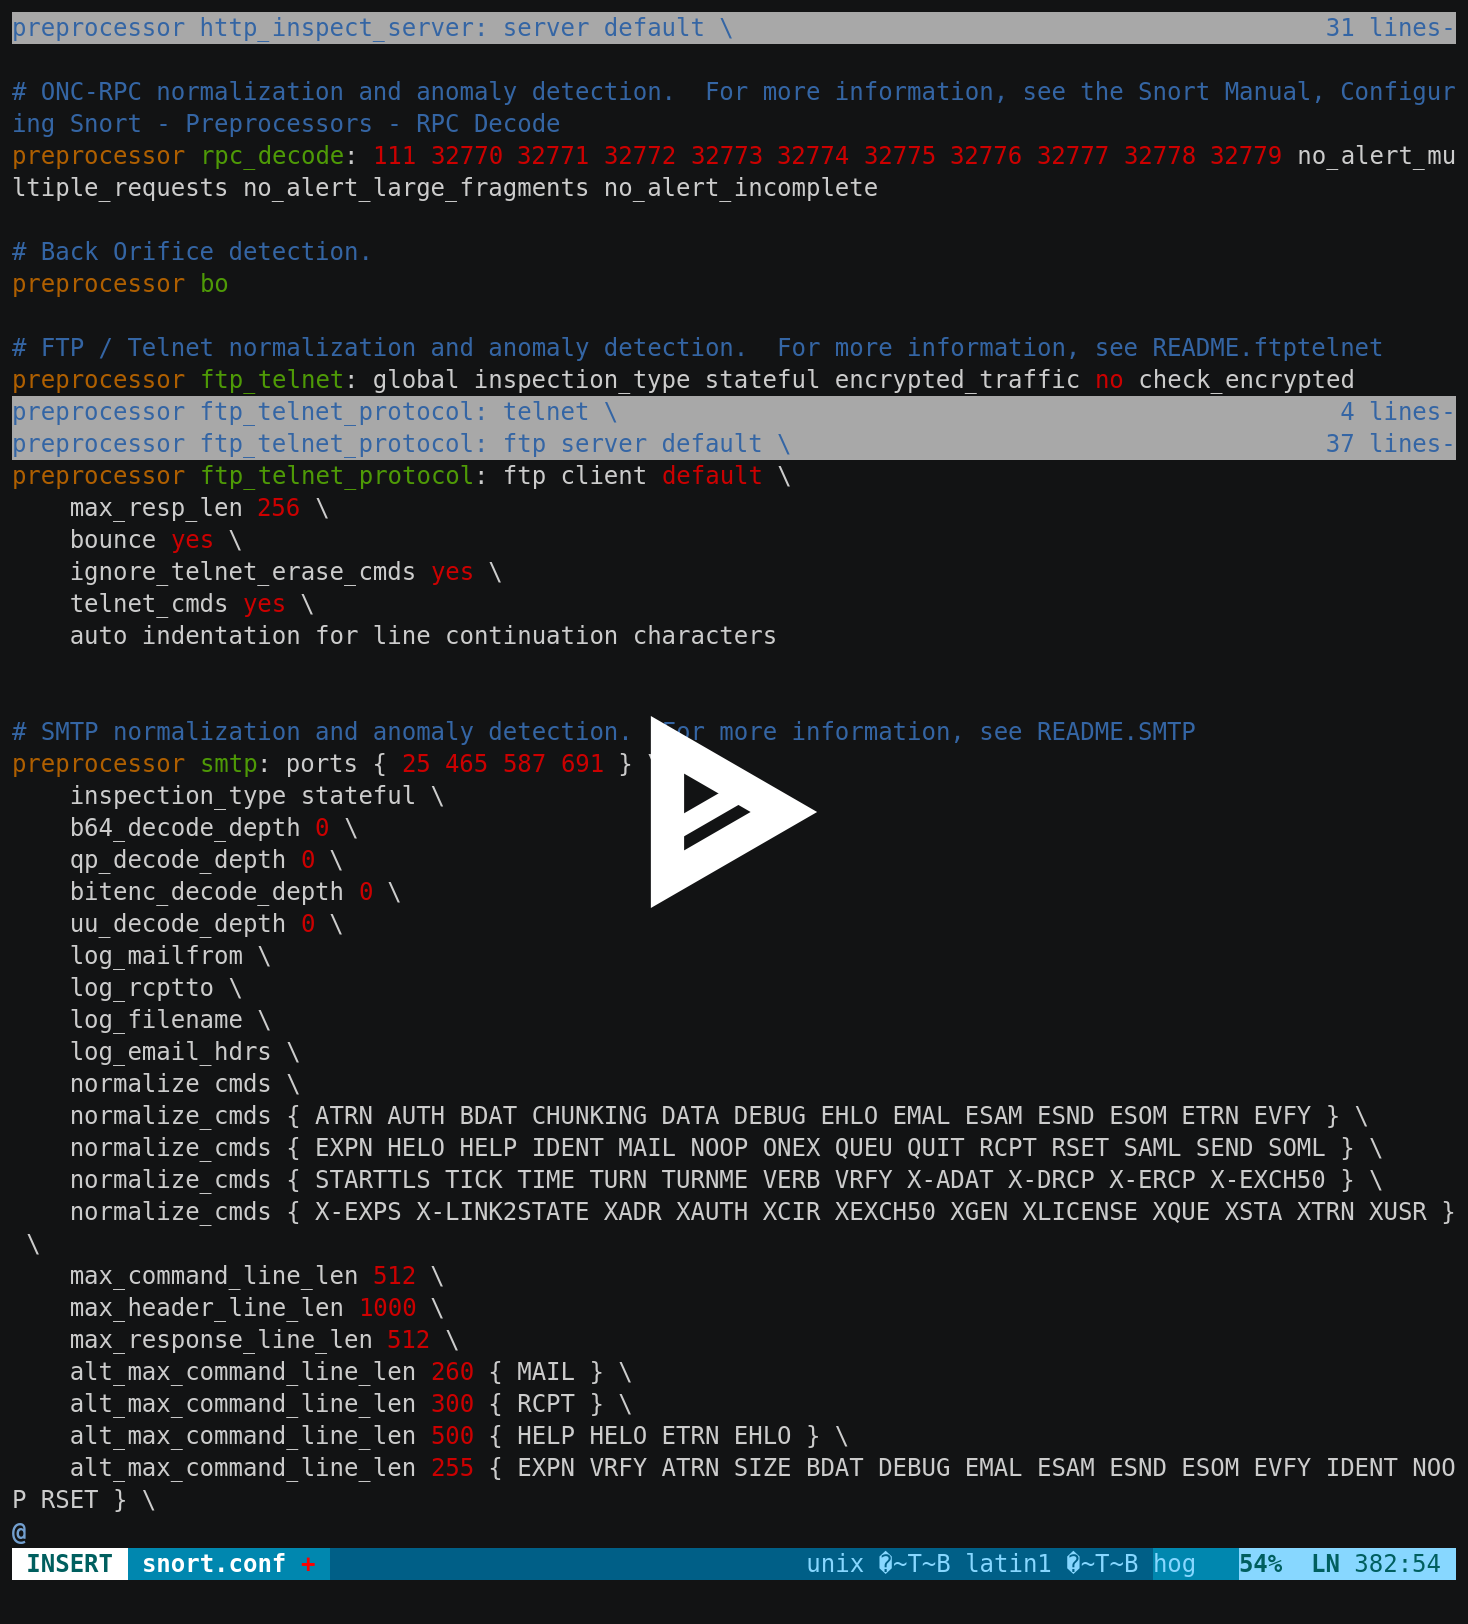 preprocessor http_inspect_server: server default \ 31 lines-
# ONC-RPC normalization and anomaly detection.  For more information, see the Snort Manual, Configur
ing Snort - Preprocessors - RPC Decode
preprocessor rpc_decode: 111 32770 32771 32772 32773 32774 32775 32776 32777 32778 32779 no_alert_mu
ltiple_requests no_alert_large_fragments no_alert_incomplete
# Back Orifice detection.
preprocessor bo
# FTP / Telnet normalization and anomaly detection.  For more information, see README.ftptelnet
preprocessor ftp_telnet: global inspection_type stateful encrypted_traffic no check_encrypted
preprocessor ftp_telnet_protocol: telnet \ 4 lines-
preprocessor ftp_telnet_protocol: ftp server default \ 37 lines-
preprocessor ftp_telnet_protocol: ftp client default \
    max_resp_len 256 \
    bounce yes \
    ignore_telnet_erase_cmds yes \
    telnet_cmds yes \
    auto indentation for line continuation characters
# SMTP normalization and anomaly detection.  For more information, see README.SMTP
preprocessor smtp: ports { 25 465 587 691 } \
    inspection_type stateful \
    b64_decode_depth 0 \
    qp_decode_depth 0 \
    bitenc_decode_depth 0 \
    uu_decode_depth 0 \
    log_mailfrom \
    log_rcptto \
    log_filename \
    log_email_hdrs \
    normalize cmds \
    normalize_cmds { ATRN AUTH BDAT CHUNKING DATA DEBUG EHLO EMAL ESAM ESND ESOM ETRN EVFY } \
    normalize_cmds { EXPN HELO HELP IDENT MAIL NOOP ONEX QUEU QUIT RCPT RSET SAML SEND SOML } \
    normalize_cmds { STARTTLS TICK TIME TURN TURNME VERB VRFY X-ADAT X-DRCP X-ERCP X-EXCH50 } \
    normalize_cmds { X-EXPS X-LINK2STATE XADR XAUTH XCIR XEXCH50 XGEN XLICENSE XQUE XSTA XTRN XUSR }
 \
    max_command_line_len 512 \
    max_header_line_len 1000 \
    max_response_line_len 512 \
    alt_max_command_line_len 260 { MAIL } \
    alt_max_command_line_len 300 { RCPT } \
    alt_max_command_line_len 500 { HELP HELO ETRN EHLO } \
    alt_max_command_line_len 255 { EXPN VRFY ATRN SIZE BDAT DEBUG EMAL ESAM ESND ESOM EVFY IDENT NOO
P RSET } \
@
INSERT snort.conf + unix �~T~B latin1 �~T~B hog 54% LN 382:54